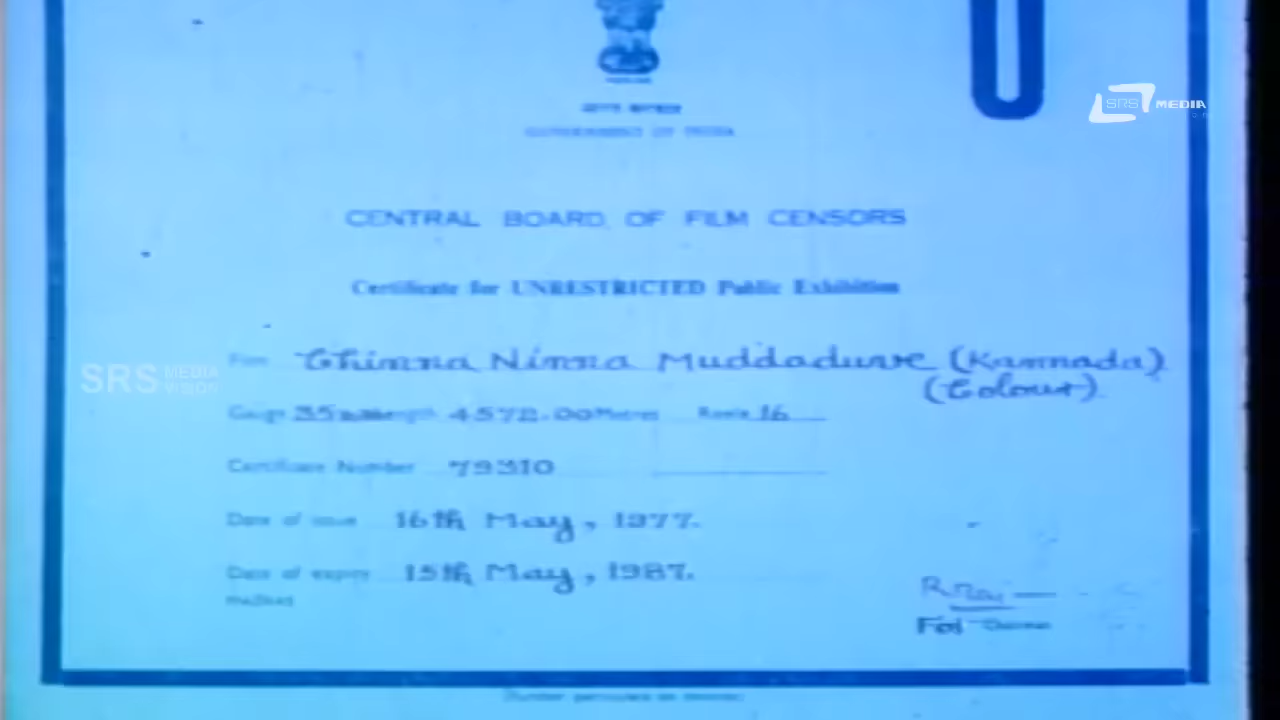 U
SRS MEDIA
GOVERNMENT OF INDIA
CENTRAL BOARD OF FILM CENSORS
Certificate for UNRESTRICTED Public Exhibition
Film Chinna Ninna Muddaduve (Kannada)
(Colour).
SRS MEDIA VISION
Gauge 35mm Length 4572.00 Metres Reels 16
Certificate Number 79310
Date of issue 16th May, 1977.
Date of expiry 15th May, 1987.
For Chairman